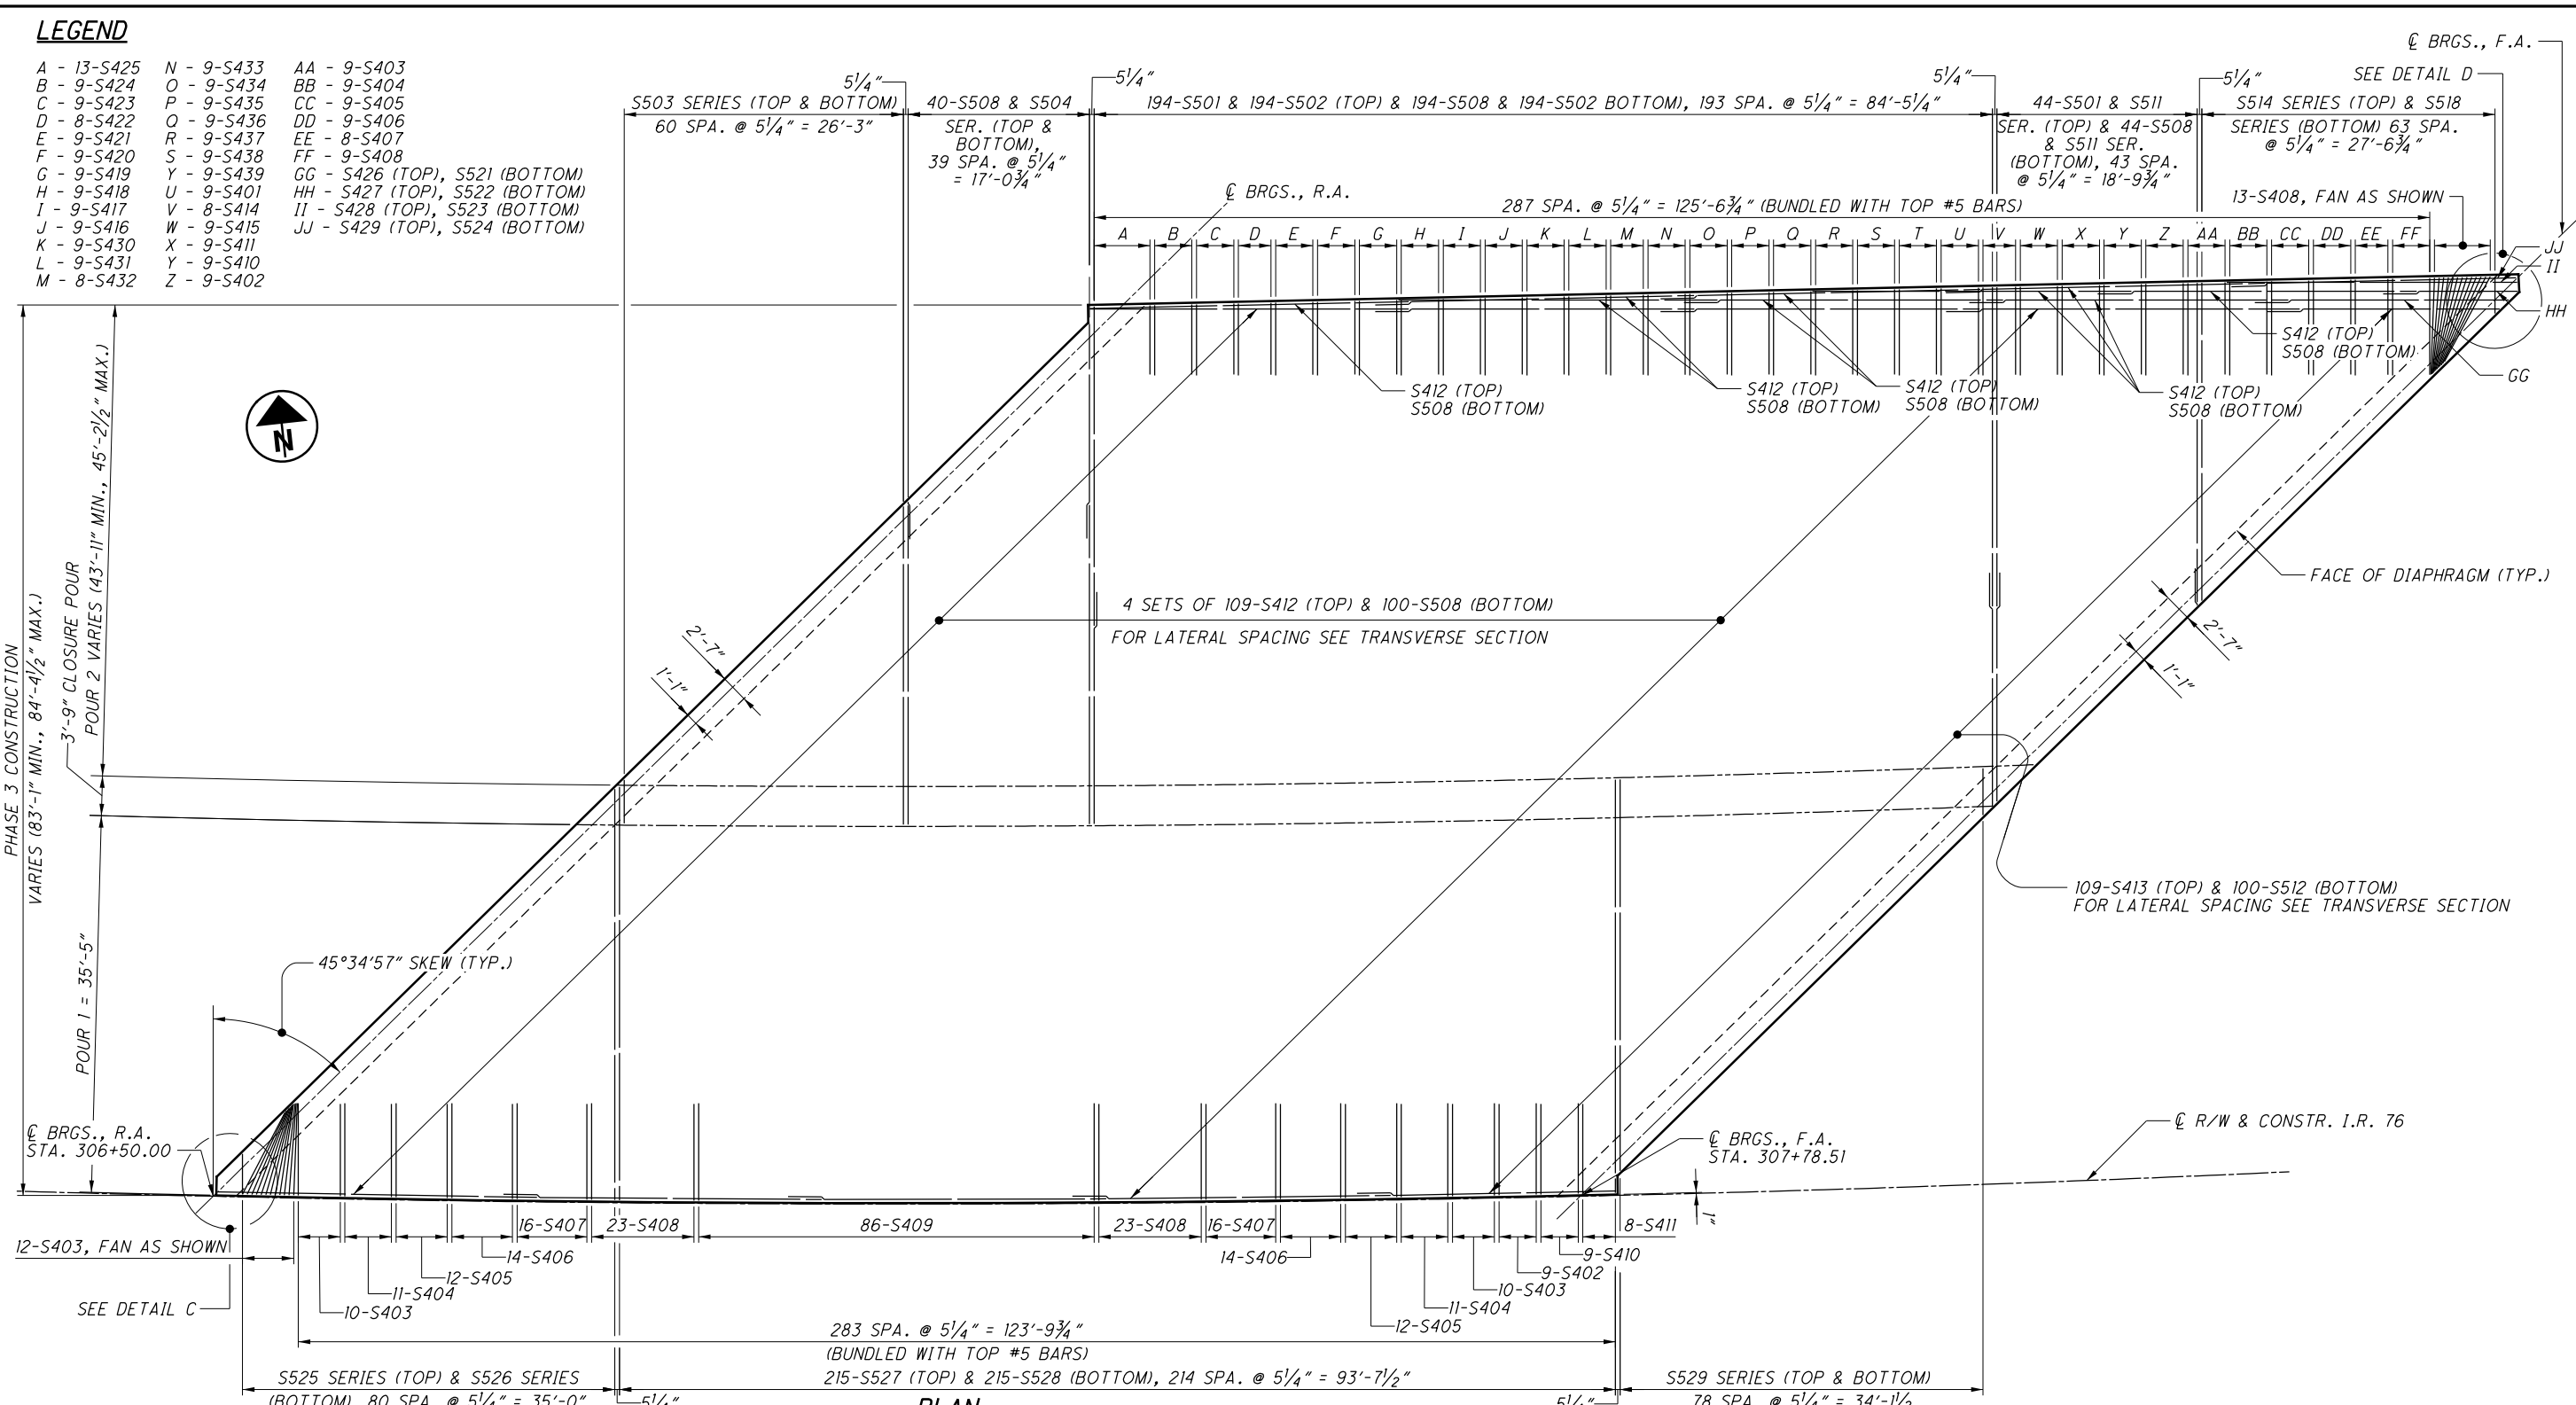 LEGEND
A - 13-S425 N - 9-S433 AA - 9-S403
B - 9-S424 O - 9-S434 BB - 9-S404
C - 9-S423 P - 9-S435 CC - 9-S405
D - 8-S422 Q - 9-S436 DD - 9-S406
E - 9-S421 R - 9-S437 EE - 8-S407
F - 9-S420 S - 9-S438 FF - 9-S408
G - 9-S419 Y - 9-S439 GG - S426 (TOP), S521 (BOTTOM)
H - 9-S418 U - 9-S401 HH - S427 (TOP), S522 (BOTTOM)
I - 9-S417 V - 8-S414 II - S428 (TOP), S523 (BOTTOM)
J - 9-S416 W - 9-S415 JJ - S429 (TOP), S524 (BOTTOM)
K - 9-S430 X - 9-S411
L - 9-S431 Y - 9-S410
M - 8-S432 Z - 9-S402
5¼"
5¼"
5¼"
5¼"
℄ BRGS., F.A.
SEE DETAIL D
S503 SERIES (TOP & BOTTOM)
60 SPA. @ 5¼" = 26'-3"
40-S508 & S504
SER. (TOP &
BOTTOM),
39 SPA. @ 5¼"
= 17'-0¾"
194-S501 & 194-S502 (TOP) & 194-S508 & 194-S502 BOTTOM), 193 SPA. @ 5¼" = 84'-5¼"
44-S501 & S511
SER. (TOP) & 44-S508
& S511 SER.
(BOTTOM), 43 SPA.
@ 5¼" = 18'-9¾"
S514 SERIES (TOP) & S518
SERIES (BOTTOM) 63 SPA.
@ 5¼" = 27'-6¾"
℄ BRGS., R.A.
287 SPA. @ 5¼" = 125'-6¾" (BUNDLED WITH TOP #5 BARS)
13-S408, FAN AS SHOWN
A B C D E F G H I J K L M N O P Q R S T U V W X Y Z AA BB CC DD EE FF
JJ
II
HH
GG
S412 (TOP)
S508 (BOTTOM)
S412 (TOP)
S508 (BOTTOM)
S412 (TOP)
S508 (BOTTOM)
S412 (TOP)
S508 (BOTTOM)
S412 (TOP)
S508 (BOTTOM)
N
PHASE 3 CONSTRUCTION
VARIES (83'-1" MIN., 84'-4½" MAX.)
3'-9" CLOSURE POUR
POUR 2 VARIES (43'-11" MIN., 45'-2½" MAX.)
POUR 1 = 35'-5"
2'-7"
1'-1"
4 SETS OF 109-S412 (TOP) & 100-S508 (BOTTOM)
FOR LATERAL SPACING SEE TRANSVERSE SECTION
FACE OF DIAPHRAGM (TYP.)
2'-7"
1'-1"
109-S413 (TOP) & 100-S512 (BOTTOM)
FOR LATERAL SPACING SEE TRANSVERSE SECTION
45°34'57" SKEW (TYP.)
℄ BRGS., R.A.
STA. 306+50.00
℄ BRGS., F.A.
STA. 307+78.51
℄ R/W & CONSTR. I.R. 76
1"
12-S403, FAN AS SHOWN
SEE DETAIL C
10-S403
11-S404
12-S405
14-S406
16-S407
23-S408
86-S409
23-S408
16-S407
14-S406
12-S405
11-S404
10-S403
9-S402
9-S410
8-S411
283 SPA. @ 5¼" = 123'-9¾"
(BUNDLED WITH TOP #5 BARS)
S525 SERIES (TOP) & S526 SERIES
(BOTTOM), 80 SPA. @ 5¼" = 35'-0"
5¼"
215-S527 (TOP) & 215-S528 (BOTTOM), 214 SPA. @ 5¼" = 93'-7½"
PLAN
5¼"
S529 SERIES (TOP & BOTTOM)
78 SPA. @ 5¼" = 34'-1½